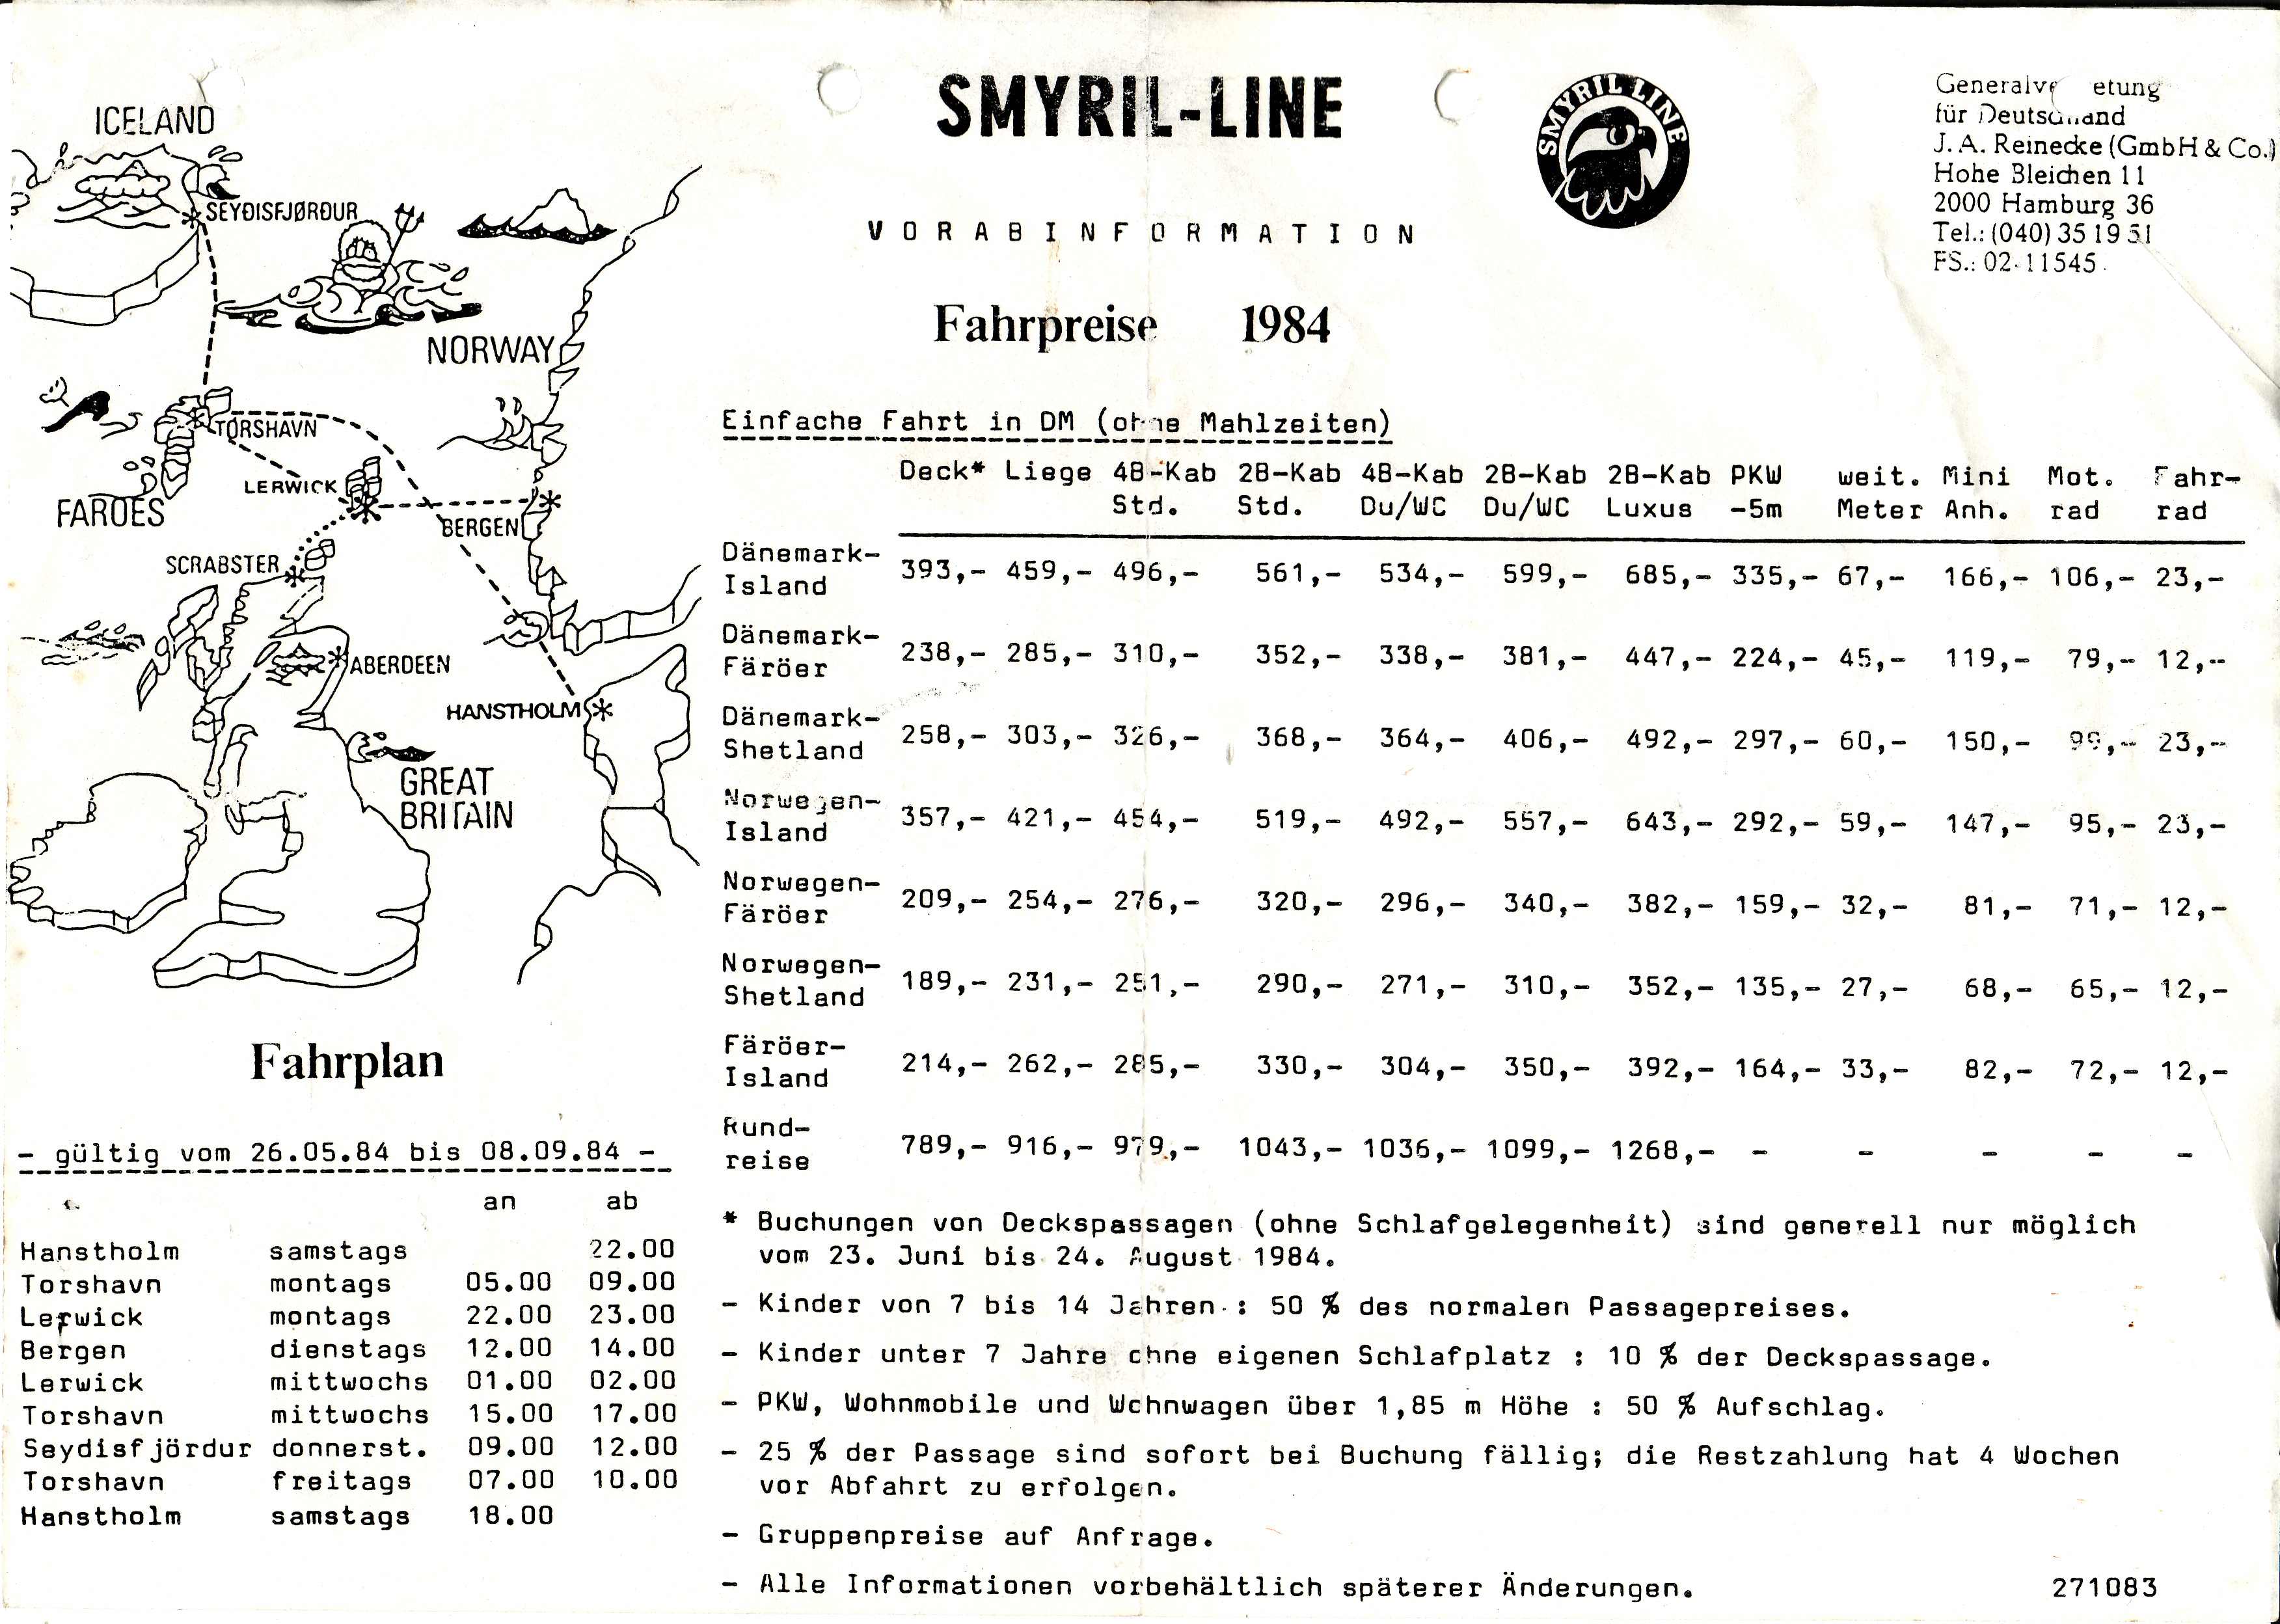 SMYRIL-LINE
SMYRIL LINE
Generalve etung
für Deutschland
J. A. Reinecke (GmbH & Co.)
Hohe Bleichen 11
2000 Hamburg 36
Tel.: (040) 35 19 51
FS.: 02-11545
VORABINFORMATION
Fahrpreise 1984
ICELAND
SEYÐISFJØRÐUR
NORWAY
TORSHAVN
LERWICK
FAROES
BERGEN
SCRABSTER
ABERDEEN
HANSTHOLM
GREAT
BRITAIN
Fahrplan
- gültig vom 26.05.84 bis 08.09.84 -
an ab
Hanstholm samstags 22.00
Torshavn montags 05.00 09.00
Lerwick montags 22.00 23.00
Bergen dienstags 12.00 14.00
Lerwick mittwochs 01.00 02.00
Torshavn mittwochs 15.00 17.00
Seydisfjördur donnerst. 09.00 12.00
Torshavn freitags 07.00 10.00
Hanstholm samstags 18.00
Einfache Fahrt in DM (ohne Mahlzeiten)
Deck* Liege 4B-Kab 2B-Kab 4B-Kab 2B-Kab 2B-Kab PKW weit. Mini Mot. Fahr-
Std. Std. Du/WC Du/WC Luxus -5m Meter Anh. rad rad
Dänemark-
Island 393,- 459,- 496,- 561,- 534,- 599,- 685,- 335,- 67,- 166,- 106,- 23,-
Dänemark-
Färöer 238,- 285,- 310,- 352,- 338,- 381,- 447,- 224,- 45,- 119,- 79,- 12,-
Dänemark-
Shetland 258,- 303,- 326,- 368,- 364,- 406,- 492,- 297,- 60,- 150,- 99,- 23,-
Norwegen-
Island 357,- 421,- 454,- 519,- 492,- 557,- 643,- 292,- 59,- 147,- 95,- 23,-
Norwegen-
Färöer 209,- 254,- 276,- 320,- 296,- 340,- 382,- 159,- 32,- 81,- 71,- 12,-
Norwegen-
Shetland 189,- 231,- 251,- 290,- 271,- 310,- 352,- 135,- 27,- 68,- 65,- 12,-
Färöer-
Island 214,- 262,- 285,- 330,- 304,- 350,- 392,- 164,- 33,- 82,- 72,- 12,-
Rund-
reise 789,- 916,- 979,- 1043,- 1036,- 1099,- 1268,- - - - - -
* Buchungen von Deckspassagen (ohne Schlafgelegenheit) sind generell nur möglich
vom 23. Juni bis 24. August 1984.
- Kinder von 7 bis 14 Jahren : 50 % des normalen Passagepreises.
- Kinder unter 7 Jahre ohne eigenen Schlafplatz : 10 % der Deckspassage.
- PKW, Wohnmobile und Wohnwagen über 1,85 m Höhe : 50 % Aufschlag.
- 25 % der Passage sind sofort bei Buchung fällig; die Restzahlung hat 4 Wochen
vor Abfahrt zu erfolgen.
- Gruppenpreise auf Anfrage.
- Alle Informationen vorbehältlich späterer Änderungen.
271083